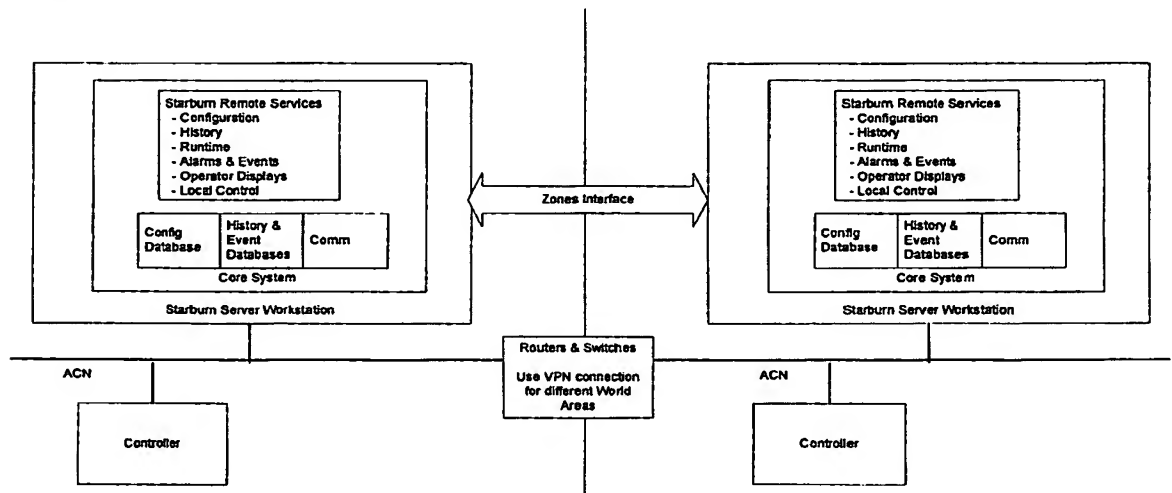 Starburn Remote Services
- Configuration
- History
- Runtime
- Alarms & Events
- Operator Displays
- Local Control
Config
Database
History &
Event
Databases
Comm
Core System
Starburn Server Workstation
Zones Interface
Starburn Remote Services
- Configuration
- History
- Runtime
- Alarms & Events
- Operator Displays
- Local Control
Config
Database
History &
Event
Databases
Comm
Core System
Starburn Server Workstation
Routers & Switches
Use VPN connection
for different World
Areas
ACN
Controller
ACN
Controller